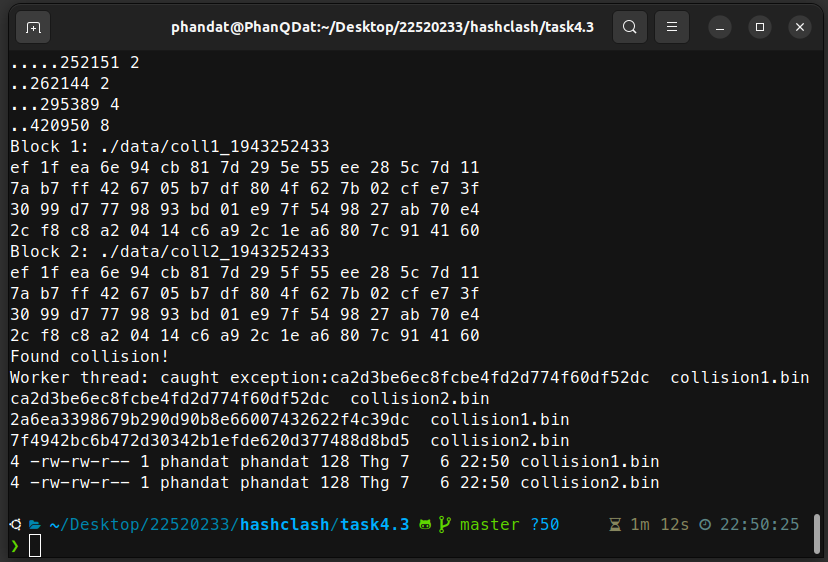 phandat@PhanQDat:~/Desktop/22520233/hashclash/task4.3
.....252151 2
..262144 2
...295389 4
..420950 8
Block 1: ./data/coll1_1943252433
ef 1f ea 6e 94 cb 81 7d 29 5e 55 ee 28 5c 7d 11
7a b7 ff 42 67 05 b7 df 80 4f 62 7b 02 cf e7 3f
30 99 d7 77 98 93 bd 01 e9 7f 54 98 27 ab 70 e4
2c f8 c8 a2 04 14 c6 a9 2c 1e a6 80 7c 91 41 60
Block 2: ./data/coll2_1943252433
ef 1f ea 6e 94 cb 81 7d 29 5f 55 ee 28 5c 7d 11
7a b7 ff 42 67 05 b7 df 80 4f 62 7b 02 cf e7 3f
30 99 d7 77 98 93 bd 01 e9 7f 54 98 27 ab 70 e4
2c f8 c8 a2 04 14 c6 a9 2c 1e a6 80 7c 91 41 60
Found collision!
Worker thread: caught exception:ca2d3be6ec8fcbe4fd2d774f60df52dc  collision1.bin
ca2d3be6ec8fcbe4fd2d774f60df52dc  collision2.bin
2a6ea3398679b290d90b8e66007432622f4c39dc  collision1.bin
7f4942bc6b472d30342b1efde620d377488d8bd5  collision2.bin
4 -rw-rw-r-- 1 phandat phandat 128 Thg 7   6 22:50 collision1.bin
4 -rw-rw-r-- 1 phandat phandat 128 Thg 7   6 22:50 collision2.bin
~/Desktop/22520233/hashclash/task4.3 master ?50 1m 12s 22:50:25
❯